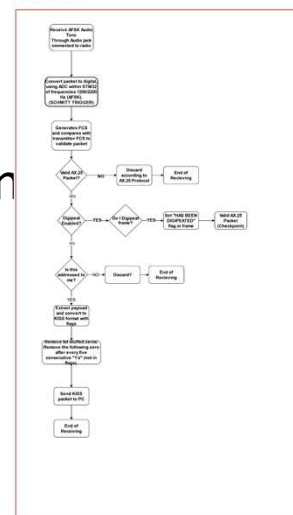 Receive AFSK Audio
Tone
Through Audio jack
connected to radio
Convert packet to digital,
using ADC within STM32
of frequencies 1200/2200
Hz (AFSK)
(SCHMITT TRIGGER)
Generates FCS
and compares with
transmitter FCS to
validate packet
n
Valid AX.25
Packet?
NO
Discard
according to
AX.25 Protocol
End of
Recieving
YES
Digipeat
Enabled?
YES
Do I Digipeat
frame?
YES
Set "HAS BEEN
DIGIPEATED"
flag in frame
Valid AX.25
Packet
(Checkpoint)
NO
Is this
addressed to
me?
NO
Discard?
End of
Recieving
YES
Extract payload
and convert to
KISS format with
flags
Remove bit stuffed zeros:
Remove the following zero
after every five
consecutive "1's" (not in
flags).
Send KISS
packet to PC
End of
Receiving